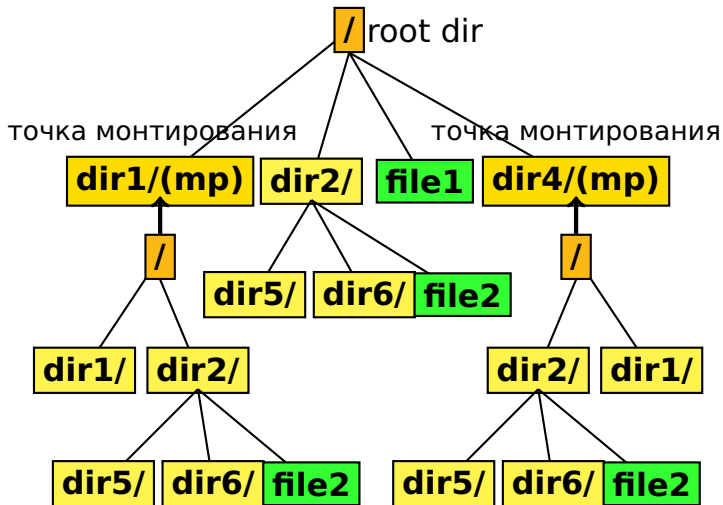 / root dir
точка монтирования точка монтирования
dir1/(mp) dir2/ file1 dir4/(mp)
/ /
dir5/ dir6/ file2
dir1/ dir2/ dir2/ dir1/
dir5/ dir6/ file2 dir5/ dir6/ file2